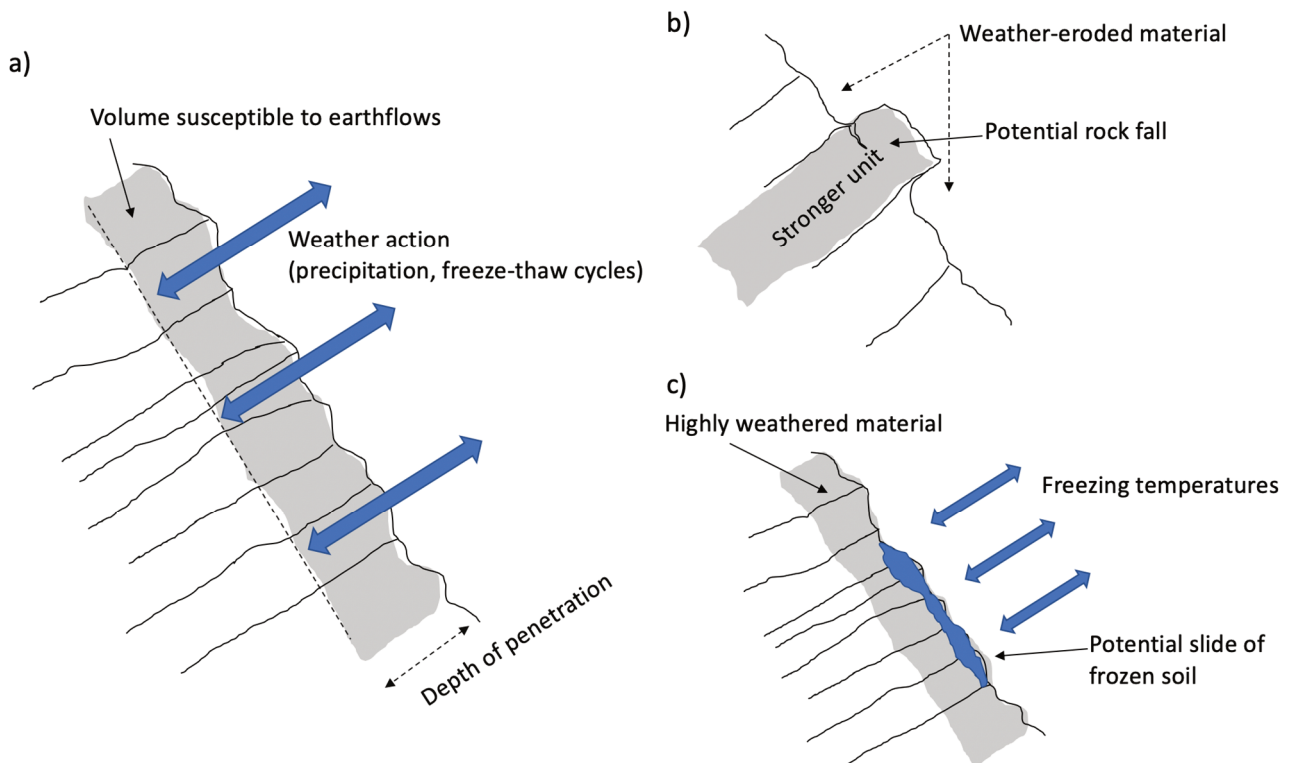 a)
Volume susceptible to earthflows
Weather action
(precipitation, freeze-thaw cycles)
Depth of penetration
b)
Weather-eroded material
Potential rock fall
Stronger unit
c)
Highly weathered material
Freezing temperatures
Potential slide of
frozen soil